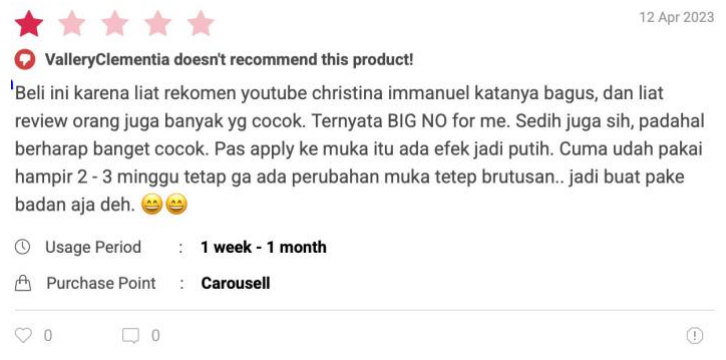 12 Apr 2023
ValleryClementia doesn't recommend this product!
Beli ini karena liat rekomen youtube christina immanuel katanya bagus, dan liat
review orang juga banyak yg cocok. Ternyata BIG NO for me. Sedih juga sih, padahal
berharap banget cocok. Pas apply ke muka itu ada efek jadi putih. Cuma udah pakai
hampir 2 - 3 minggu tetap ga ada perubahan muka tetep brutusan.. jadi buat pake
badan aja deh. 😄😄
Usage Period : 1 week - 1 month
Purchase Point : Carousell
0 0